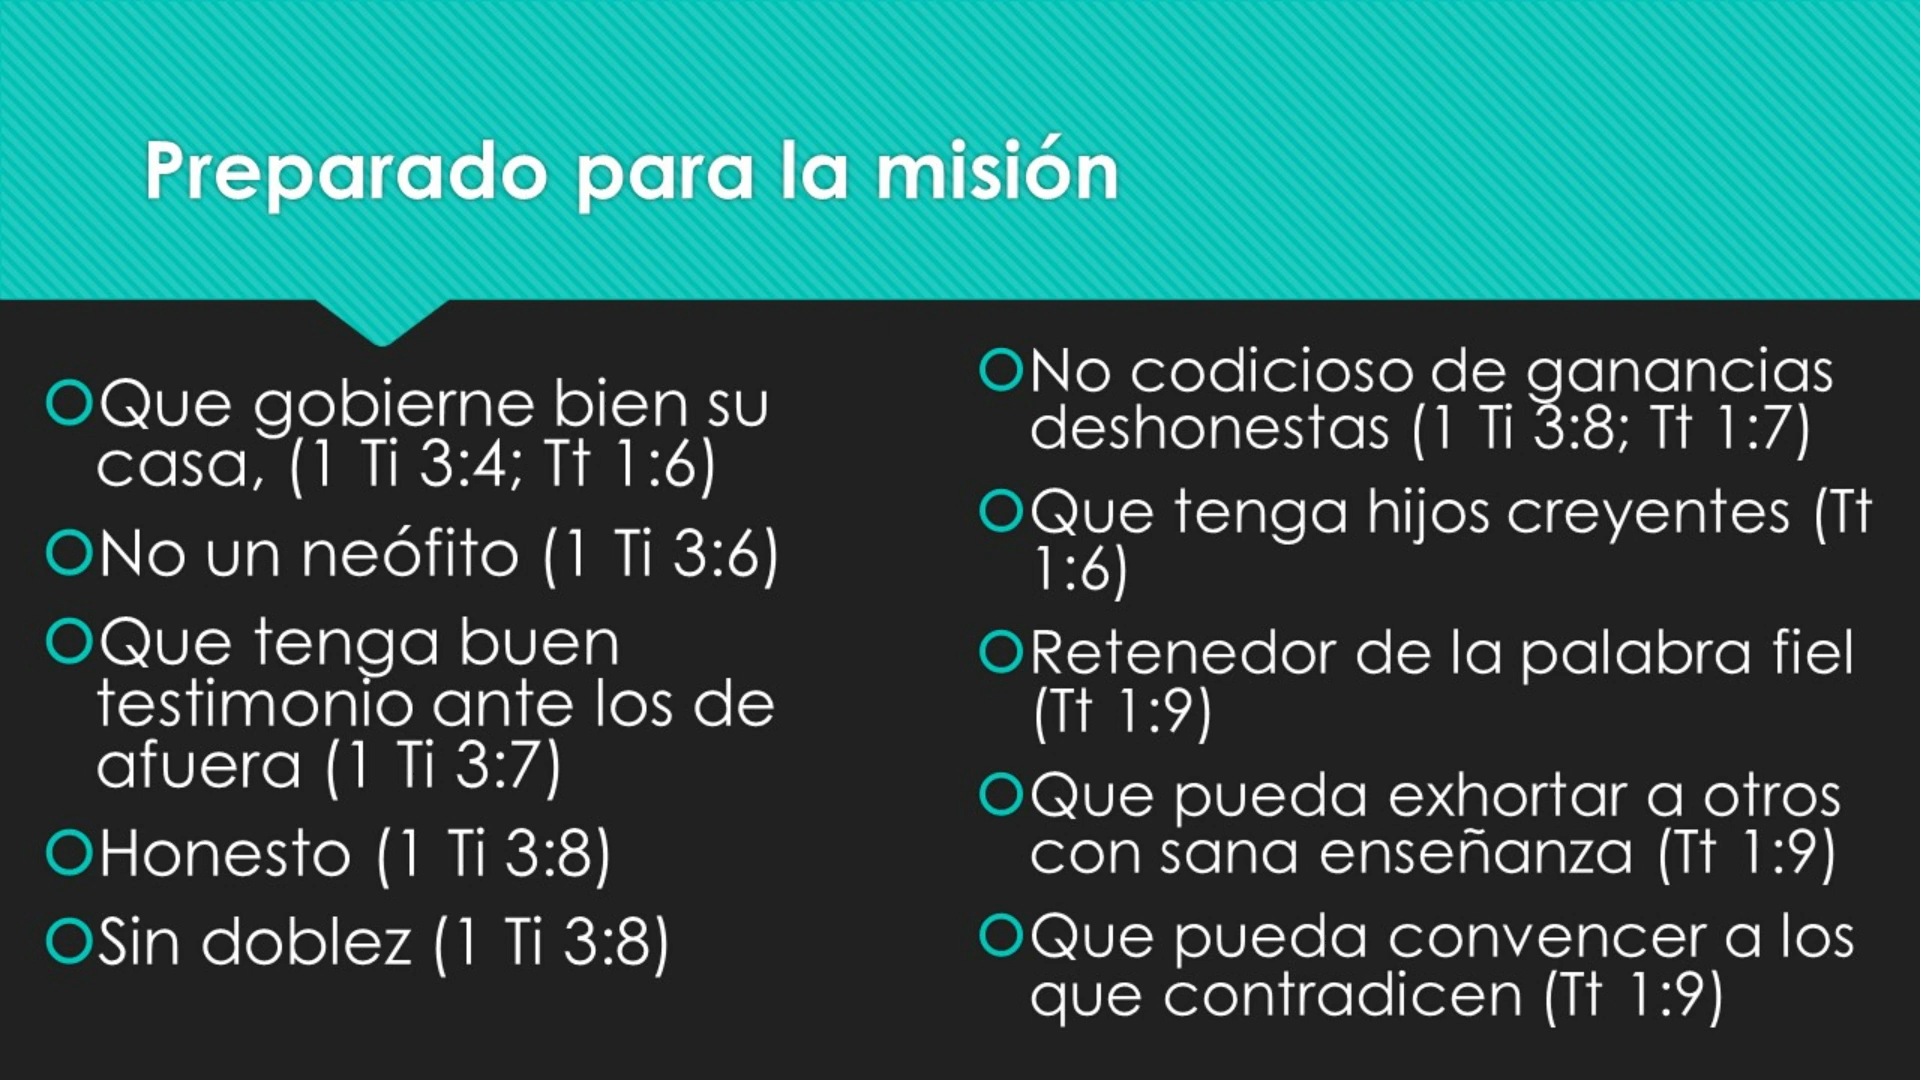 Preparado para la misión
Que gobierne bien su
casa, (1 Ti 3:4; Tt 1:6)
No un neófito (1 Ti 3:6)
Que tenga buen
testimonio ante los de
afuera (1 Ti 3:7)
Honesto (1 Ti 3:8)
Sin doblez (1 Ti 3:8)
No codicioso de ganancias
deshonestas (1 Ti 3:8; Tt 1:7)
Que tenga hijos creyentes (Tt
1:6)
Retenedor de la palabra fiel
(Tt 1:9)
Que pueda exhortar a otros
con sana enseñanza (Tt 1:9)
Que pueda convencer a los
que contradicen (Tt 1:9)